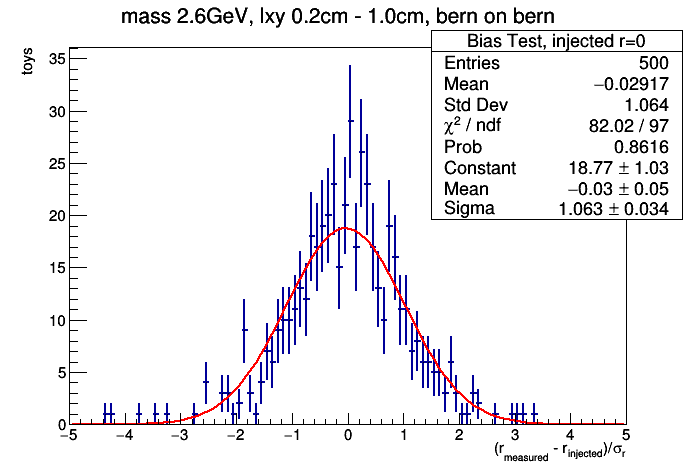 mass 2.6GeV, lxy 0.2cm - 1.0cm, bern on bern
Bias Test, injected r=0
Entries 500
Mean −0.02917
Std Dev 1.064
χ² / ndf 82.02 / 97
Prob 0.8616
Constant 18.77 ± 1.03
Mean −0.03 ± 0.05
Sigma 1.063 ± 0.034
toys
35
30
25
20
15
10
5
0
−5 −4 −3 −2 −1 0 1 2 3 4 5
(r_measured - r_injected)/σ_r